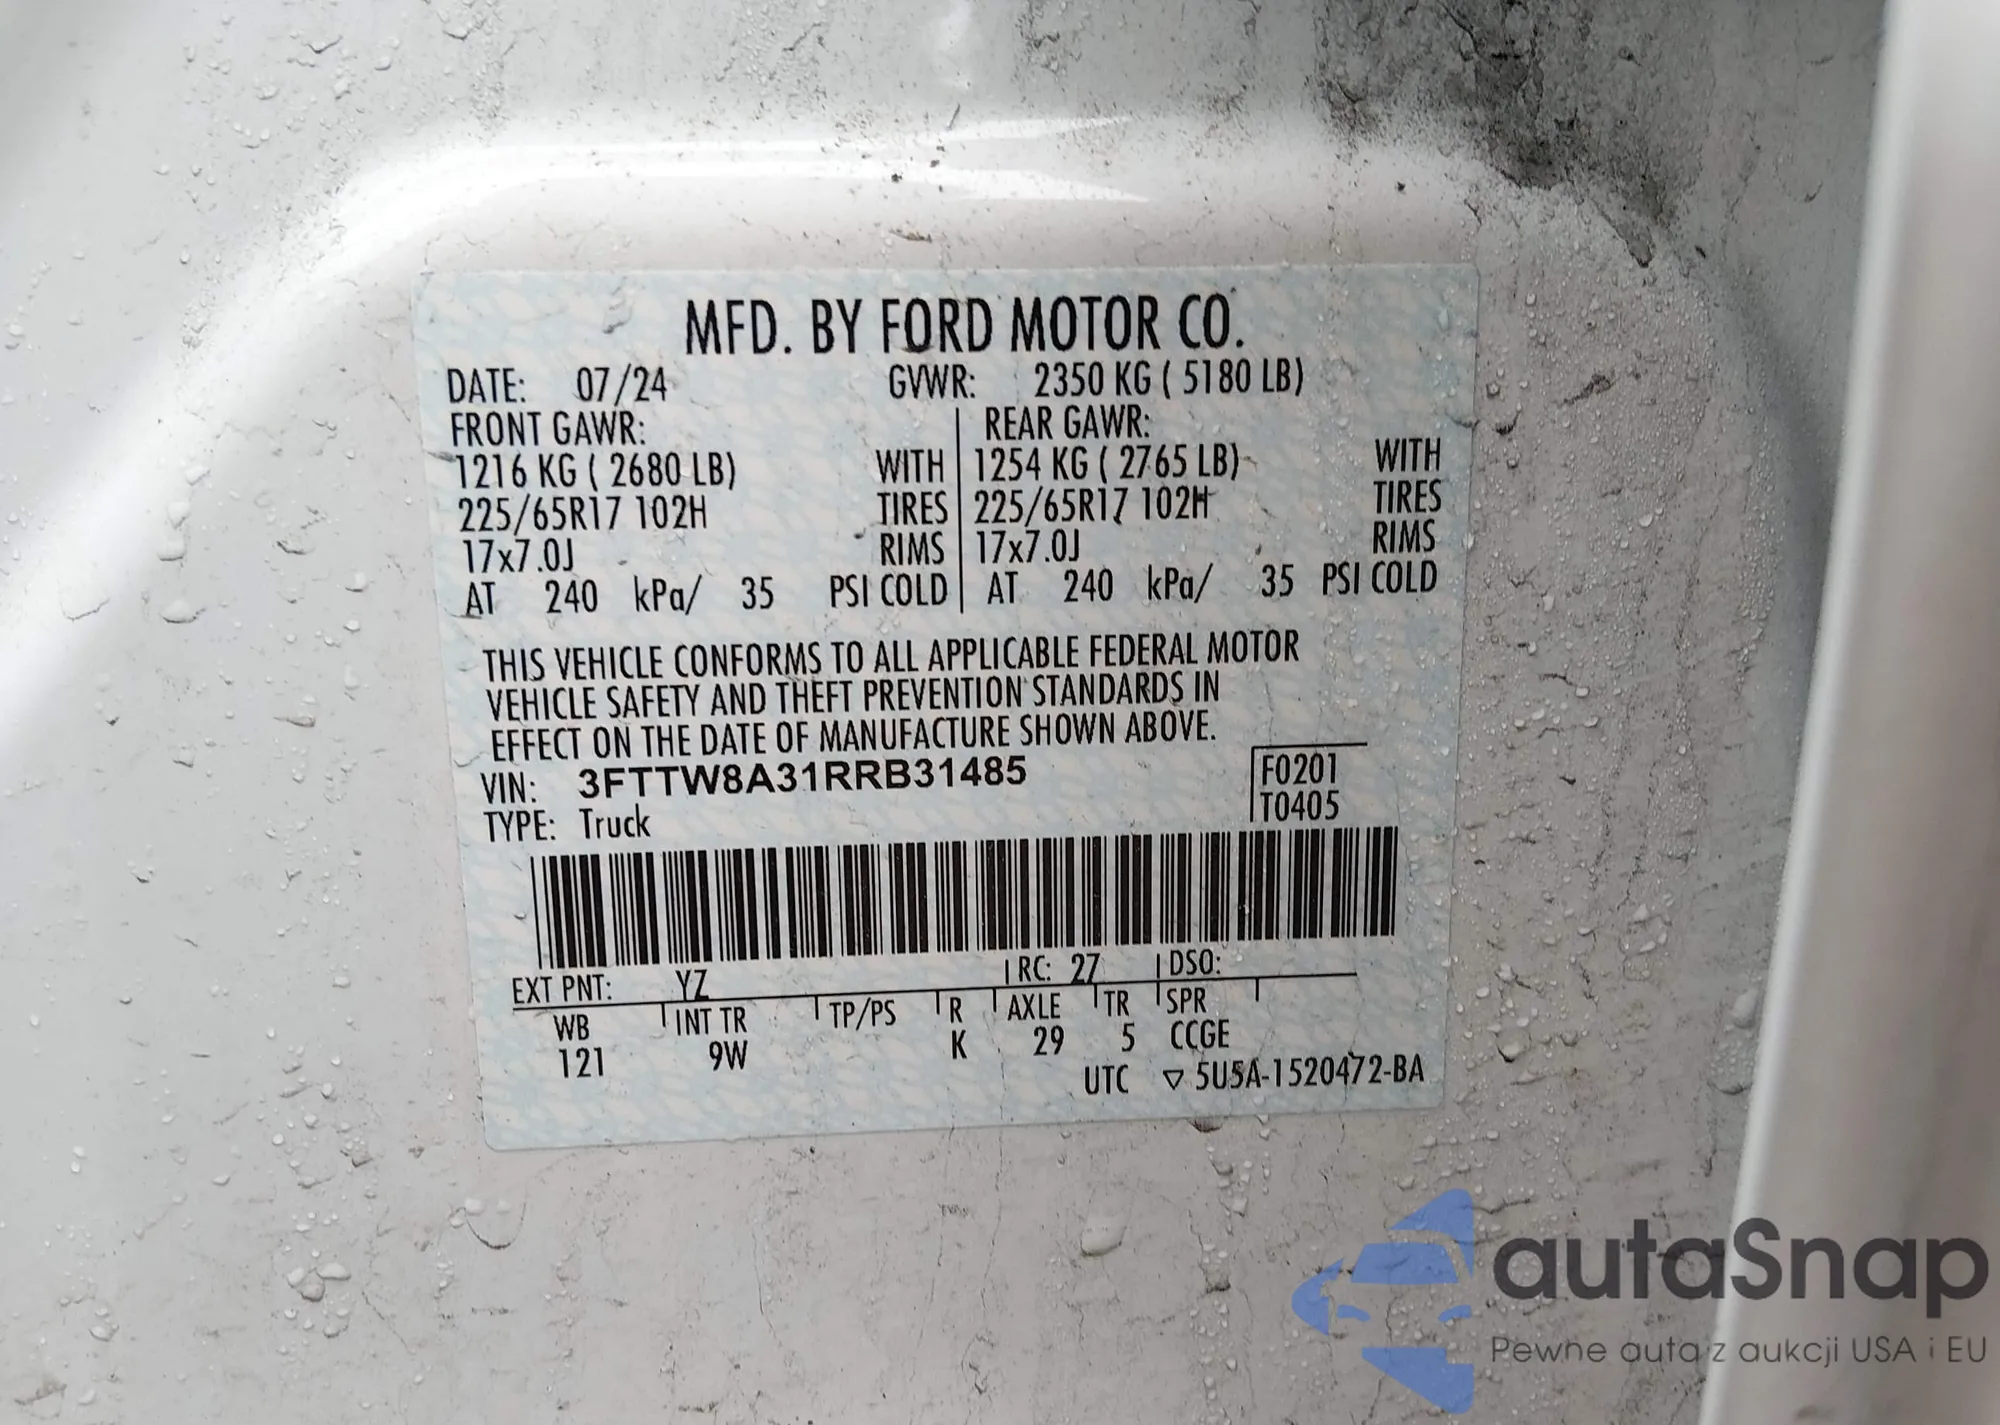 MFD. BY FORD MOTOR CO.
DATE: 07/24 GVWR: 2350 KG ( 5180 LB)
FRONT GAWR: REAR GAWR:
1216 KG ( 2680 LB) WITH 1254 KG ( 2765 LB) WITH
225/65R17 102H TIRES 225/65R17 102H TIRES
17x7.0J RIMS 17x7.0J RIMS
AT 240 kPa/ 35 PSI COLD AT 240 kPa/ 35 PSI COLD
THIS VEHICLE CONFORMS TO ALL APPLICABLE FEDERAL MOTOR
VEHICLE SAFETY AND THEFT PREVENTION STANDARDS IN
EFFECT ON THE DATE OF MANUFACTURE SHOWN ABOVE.
VIN: 3FTTW8A31RRB31485 F0201
TYPE: Truck T0405
EXT PNT: YZ RC: 27 DSO:
WB INT TR TP/PS R AXLE TR SPR
121 9W K 29 5 CCGE
UTC ▽ 5U5A-1520472-BA
autaSnap
Pewne auta z aukcji USA i EU